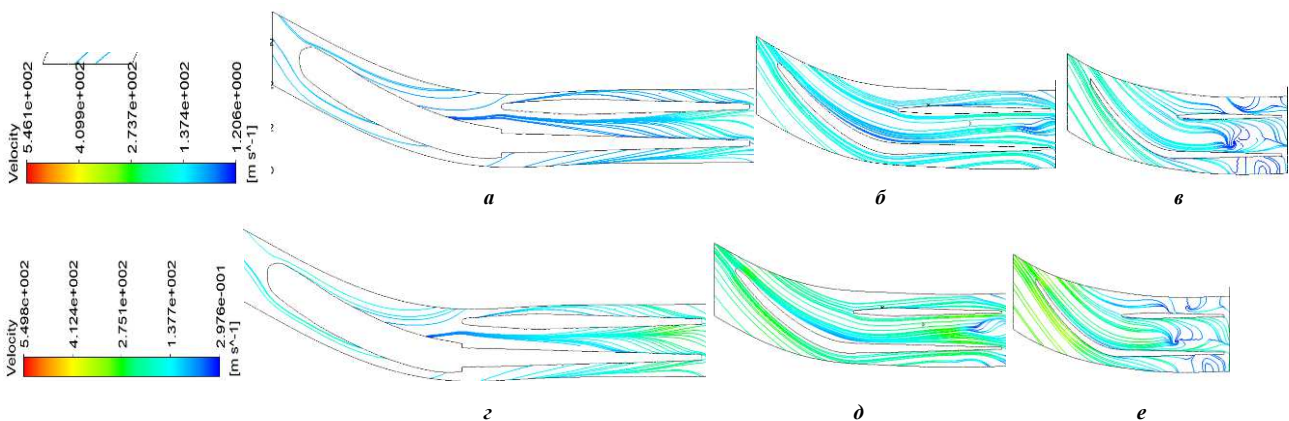 Velocity
5.461e+002
4.099e+002
2.737e+002
1.374e+002
1.206e+000
[m s^-1]
а
б
в
Velocity
5.498e+002
4.124e+002
2.751e+002
1.377e+002
2.976e-001
[m s^-1]
г
д
е